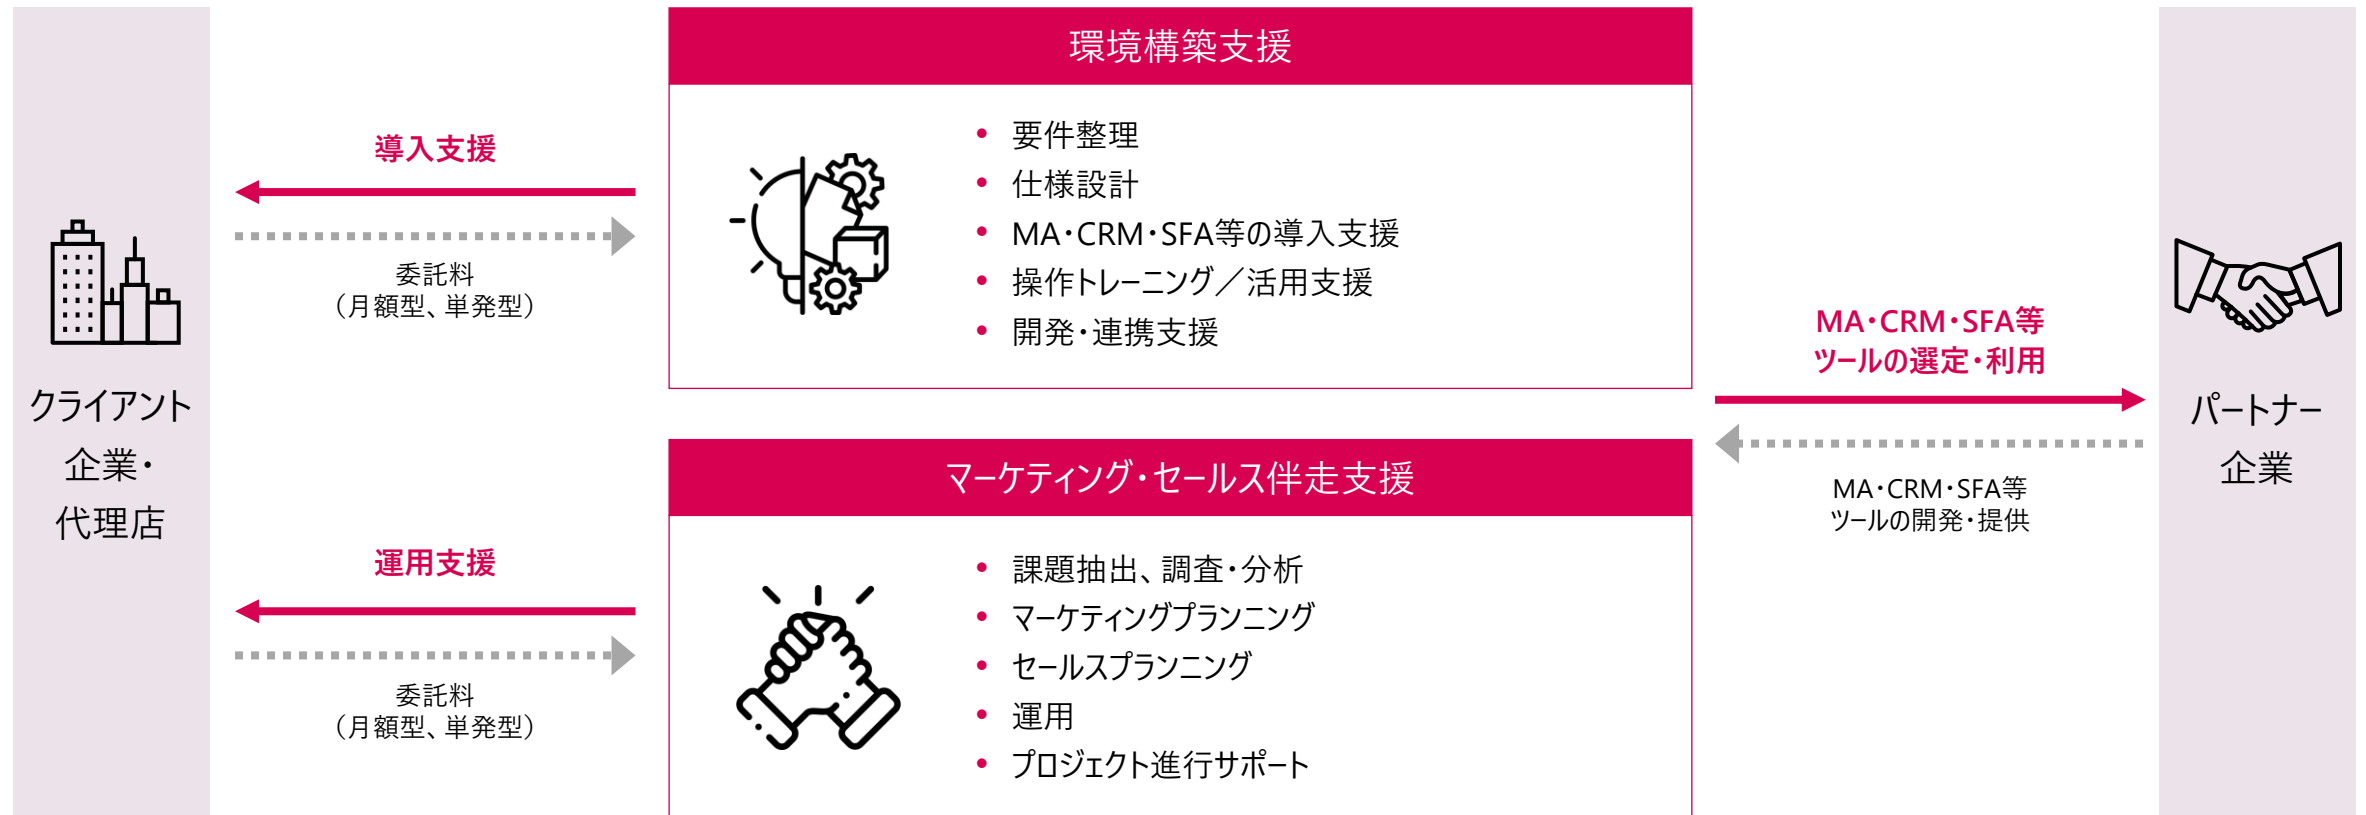 クライアント
企業・
代理店
導入支援
委託料
（月額型、単発型）
運用支援
委託料
（月額型、単発型）
環境構築支援
• 要件整理
• 仕様設計
• MA・CRM・SFA等の導入支援
• 操作トレーニング／活用支援
• 開発・連携支援
マーケティング・セールス伴走支援
• 課題抽出、調査・分析
• マーケティングプランニング
• セールスプランニング
• 運用
• プロジェクト進行サポート
MA・CRM・SFA等
ツールの選定・利用
MA・CRM・SFA等
ツールの開発・提供
パートナー
企業